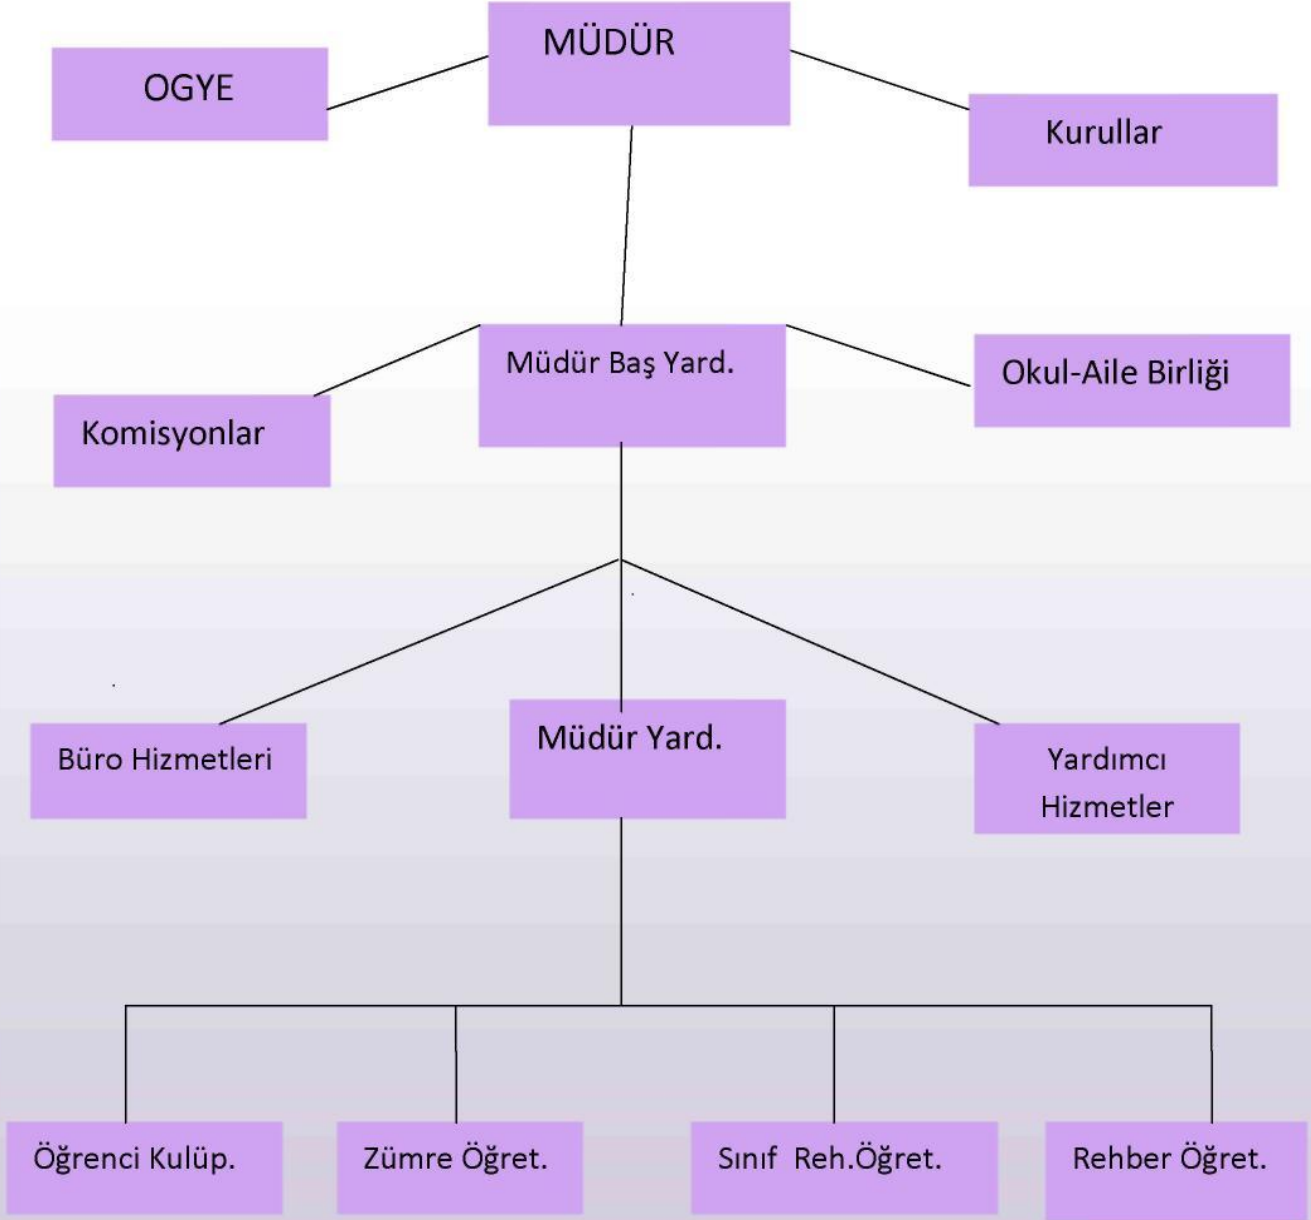 MÜDÜR
OGYE
Kurullar
Müdür Baş Yard.
Okul-Aile Birliği
Komisyonlar
Büro Hizmetleri
Müdür Yard.
Yardımcı
Hizmetler
Öğrenci Kulüp.
Zümre Öğret.
Sınıf Reh.Öğret.
Rehber Öğret.